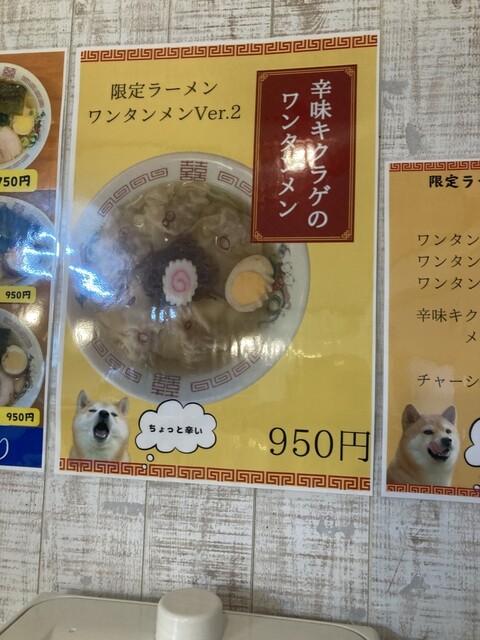 750円
950円
950円
限定ラーメン
ワンタンメンVer.2
辛味キクラゲの
ワンタンメン
ちょっと辛い
950円
限定ラー
ワンタン
ワンタン
ワンタン
辛味キク
メ
チャーシ